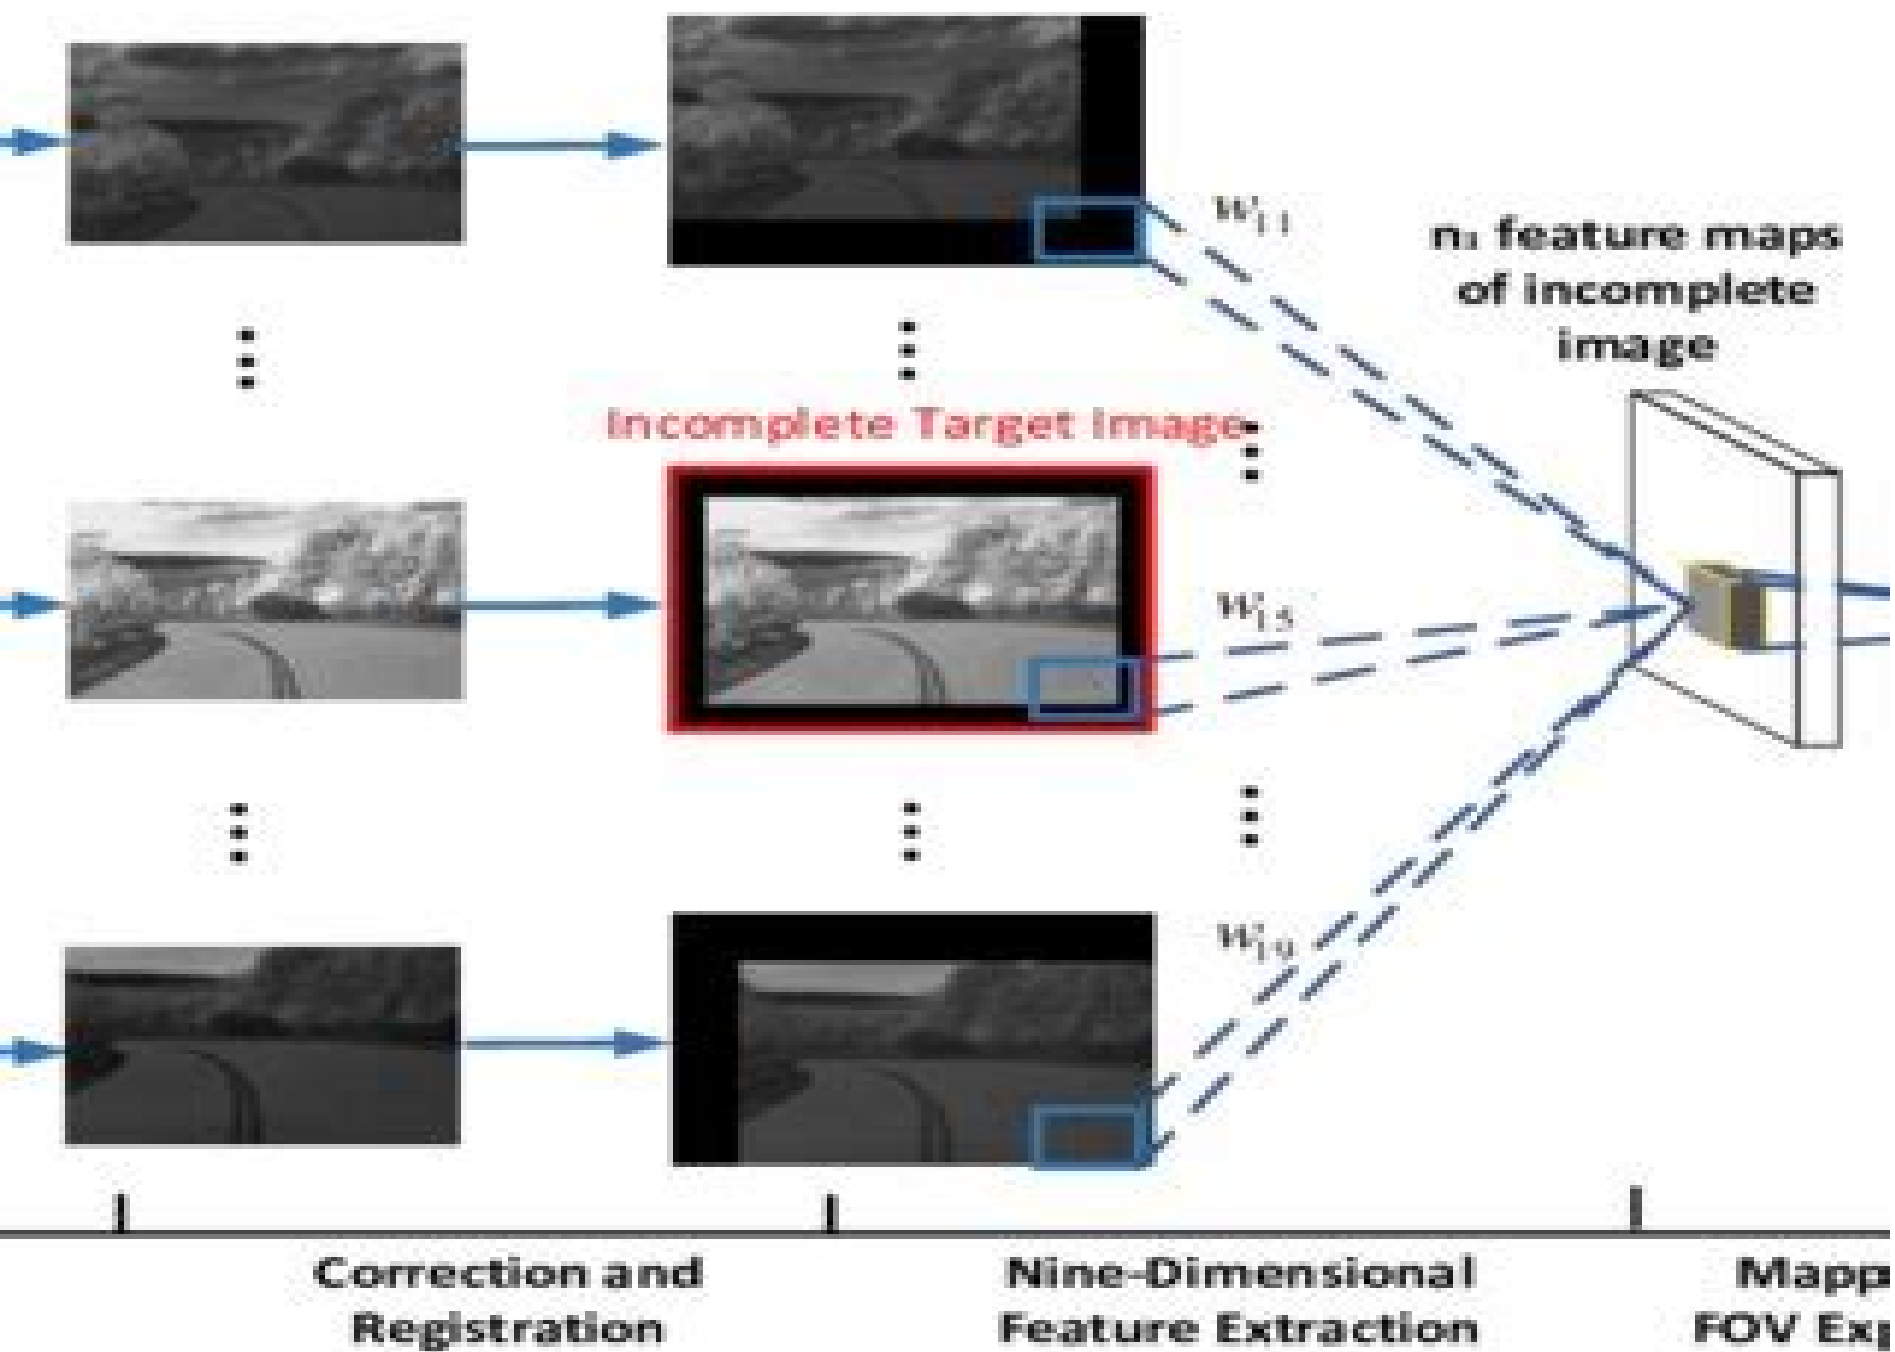 W₁₁
n₁ feature maps
of incomplete
image
Incomplete Target Image
W₁₅
W₁₉
Correction and
Registration
Nine-Dimensional
Feature Extraction
Mapp
FOV Exp